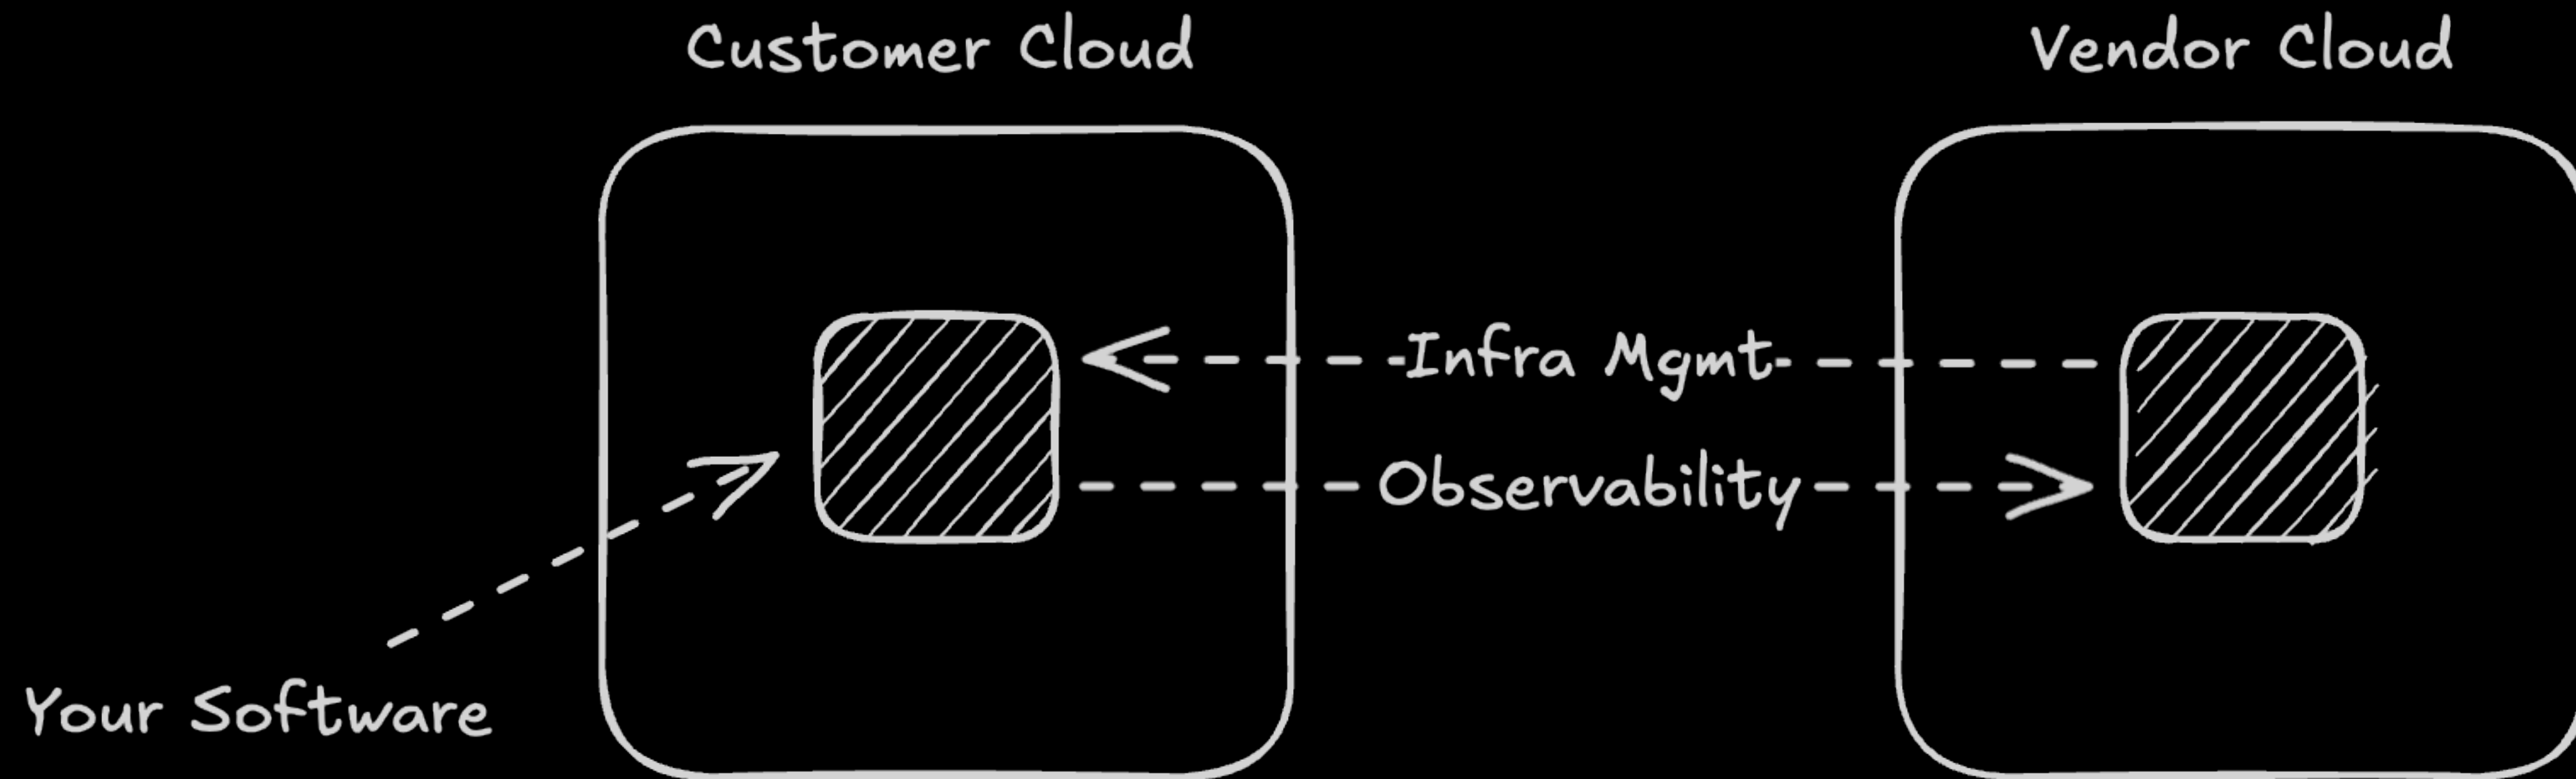 Customer Cloud
Vendor Cloud
Infra Mgmt
Observability
Your Software